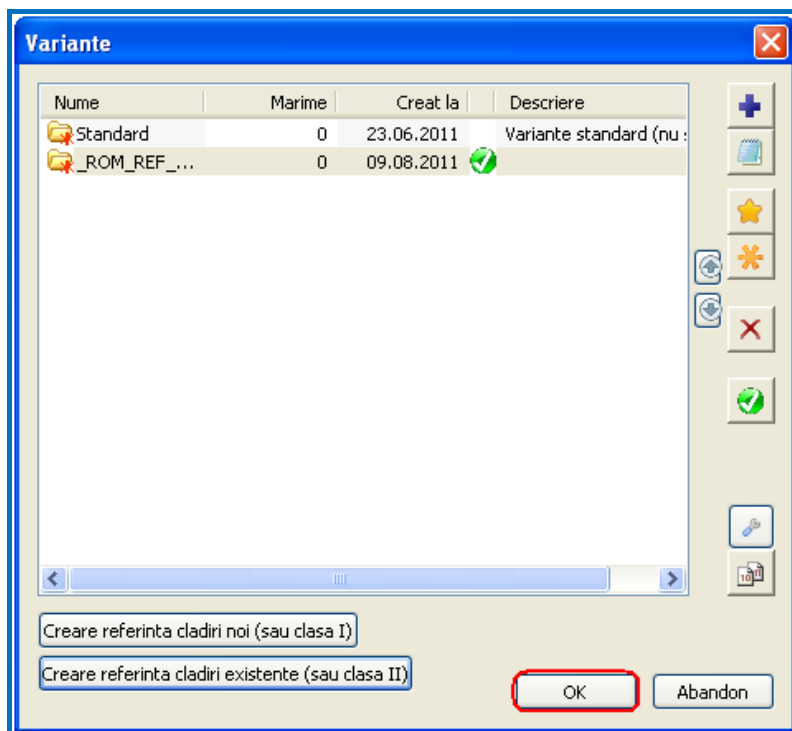 Variante
Nume Marime Creat la Descriere
Standard 0 23.06.2011 Variante standard (nu s
_ROM_REF_... 0 09.08.2011
Creare referinta cladiri noi (sau clasa I)
Creare referinta cladiri existente (sau clasa II)
OK Abandon